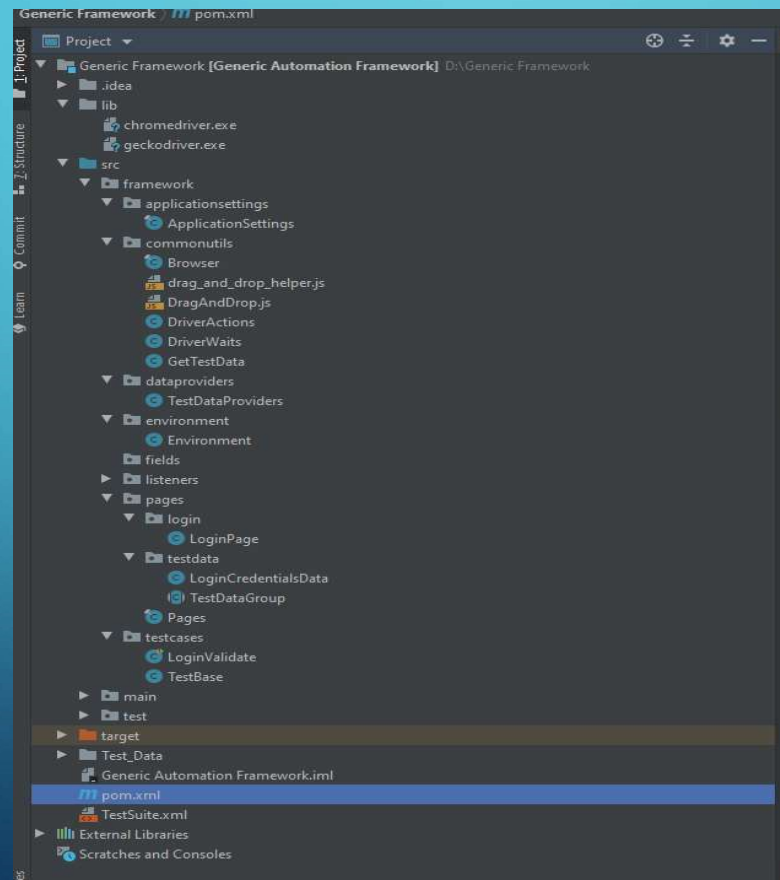 Generic Framework 〉 m pom.xml
Project
Generic Framework [Generic Automation Framework] D:\Generic Framework
.idea
lib
chromedriver.exe
geckodriver.exe
src
framework
applicationsettings
ApplicationSettings
commonutils
Browser
drag_and_drop_helper.js
DragAndDrop.js
DriverActions
DriverWaits
GetTestData
dataproviders
TestDataProviders
environment
Environment
fields
listeners
pages
login
LoginPage
testdata
LoginCredentialsData
TestDataGroup
Pages
testcases
LoginValidate
TestBase
main
test
target
Test_Data
Generic Automation Framework.iml
m pom.xml
TestSuite.xml
External Libraries
Scratches and Consoles
1: Project
7: Structure
Commit
Learn